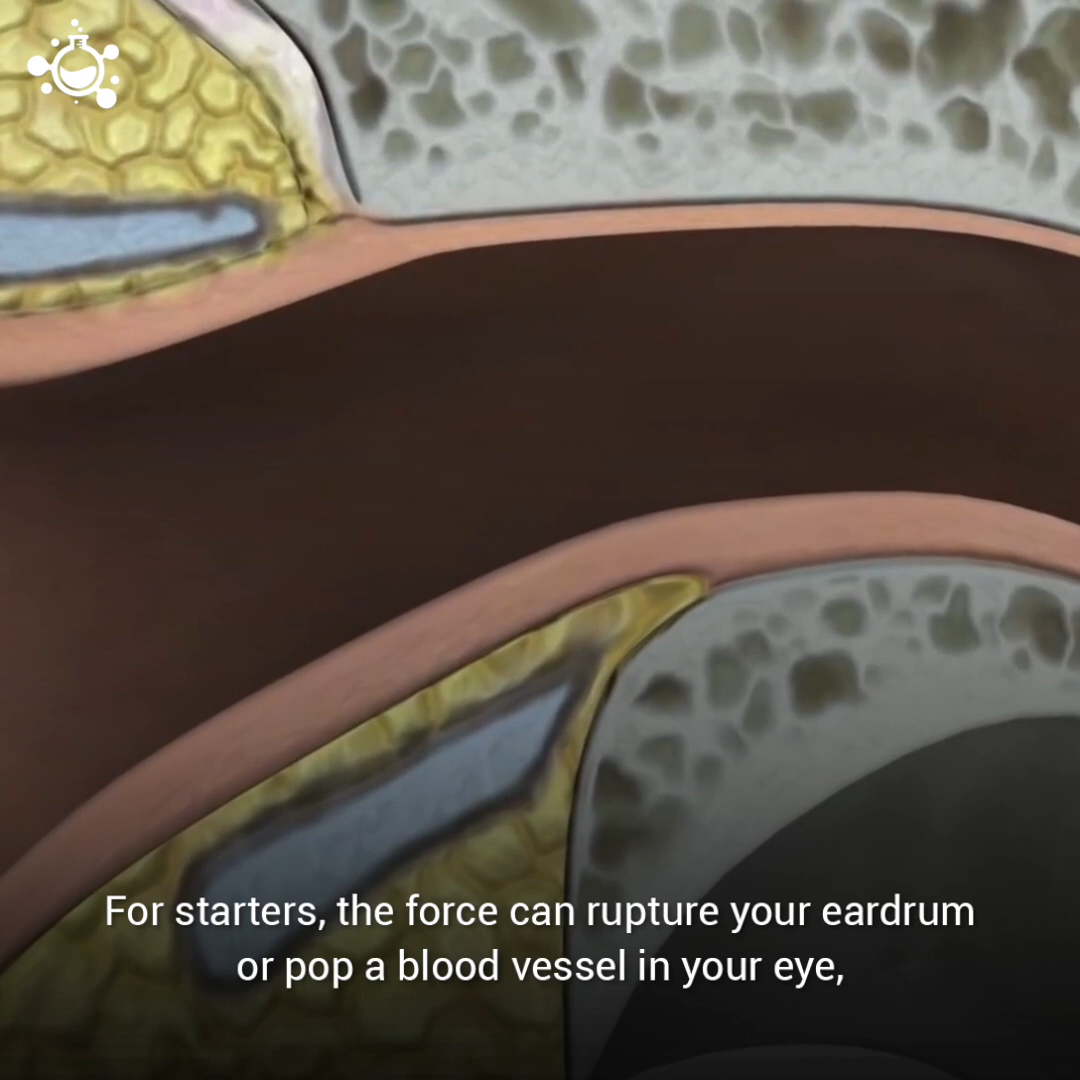 For starters, the force can rupture your eardrum
or pop a blood vessel in your eye,